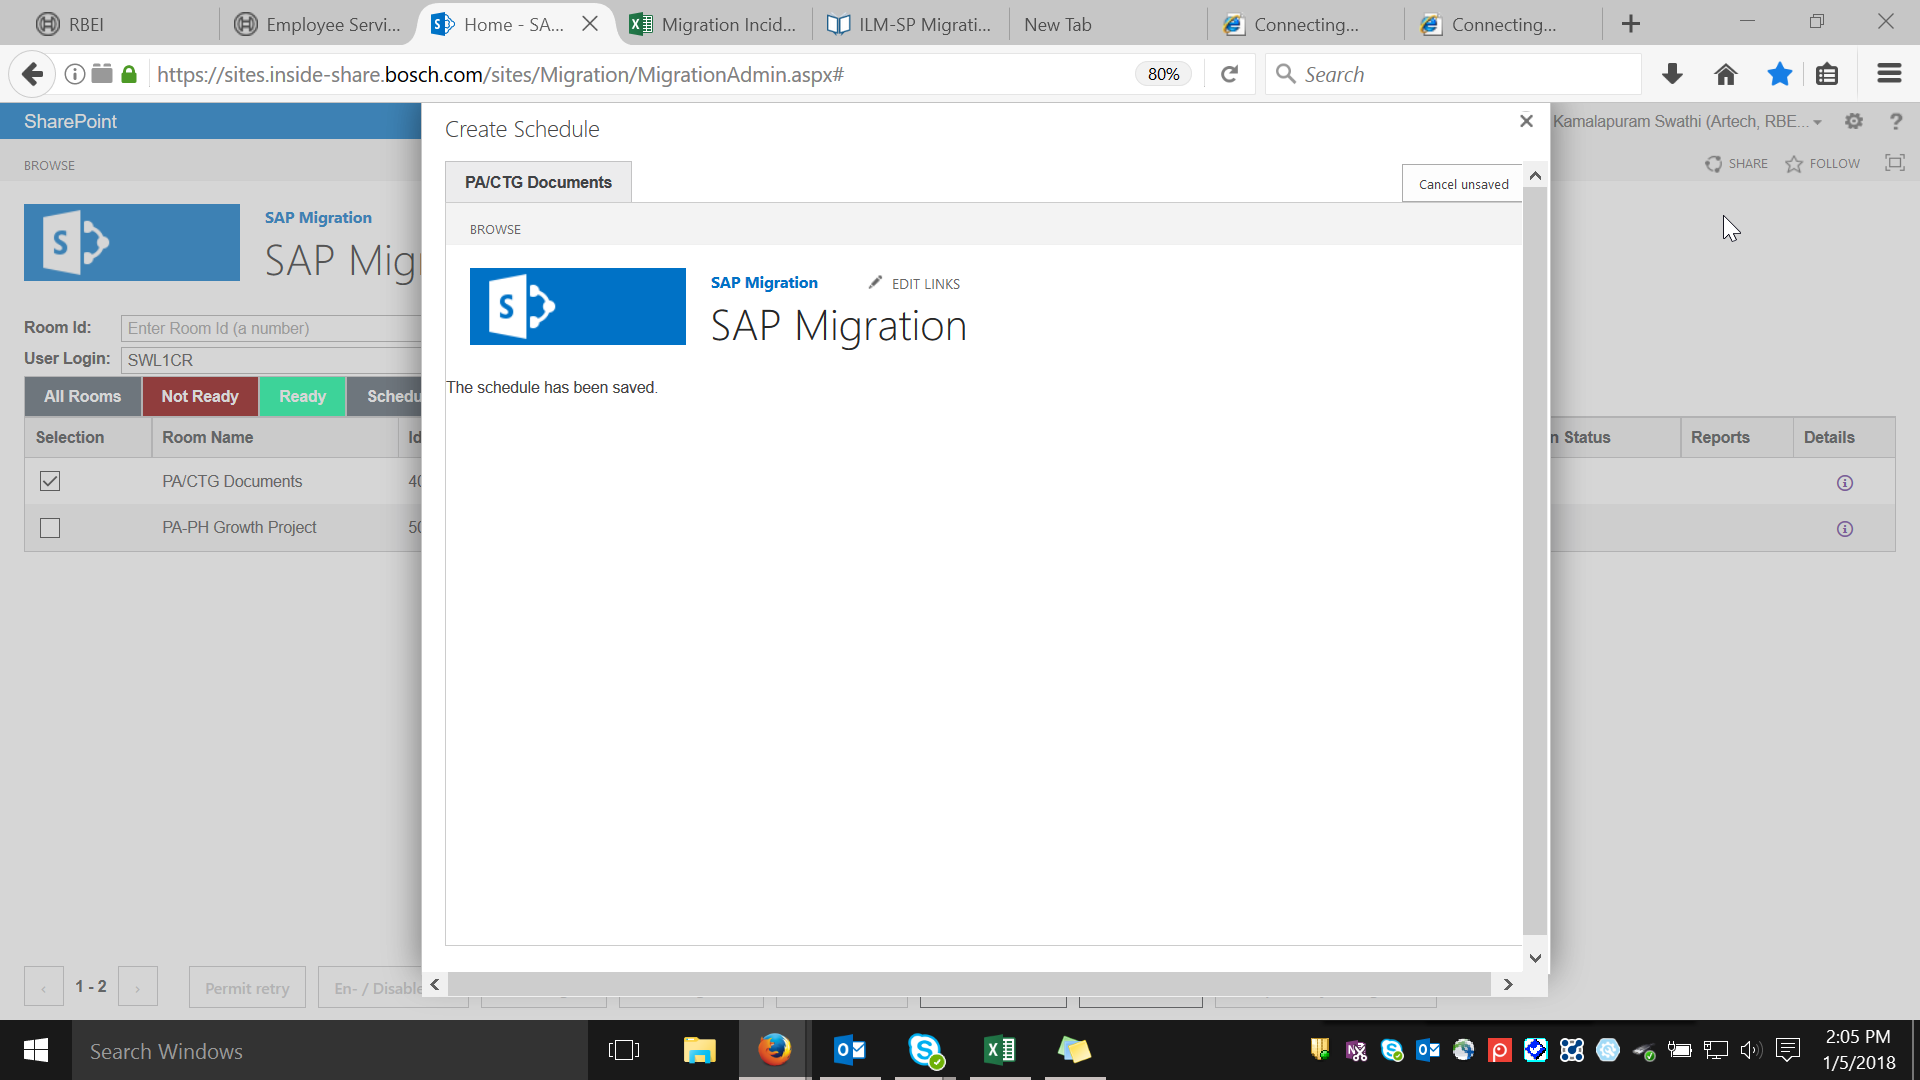 RBEI
Employee Servi...
Home - SA...
Migration Incid...
ILM-SP Migrati...
New Tab
Connecting...
Connecting...
https://sites.inside-share.bosch.com/sites/Migration/MigrationAdmin.aspx#
80%
Search
SharePoint
Kamalapuram Swathi (Artech, RBE...
?
BROWSE
SHARE
FOLLOW
SAP Migration
SAP Mig
Room Id:
Enter Room Id (a number)
User Login:
SWL1CR
All Rooms
Not Ready
Ready
Schedu
Selection
Room Name
Id
n Status
Reports
Details
PA/CTG Documents
40
PA-PH Growth Project
50
Create Schedule
PA/CTG Documents
Cancel unsaved
BROWSE
SAP Migration
EDIT LINKS
SAP Migration
The schedule has been saved.
1 - 2
Permit retry
En- / Disable
Search Windows
2:05 PM
1/5/2018